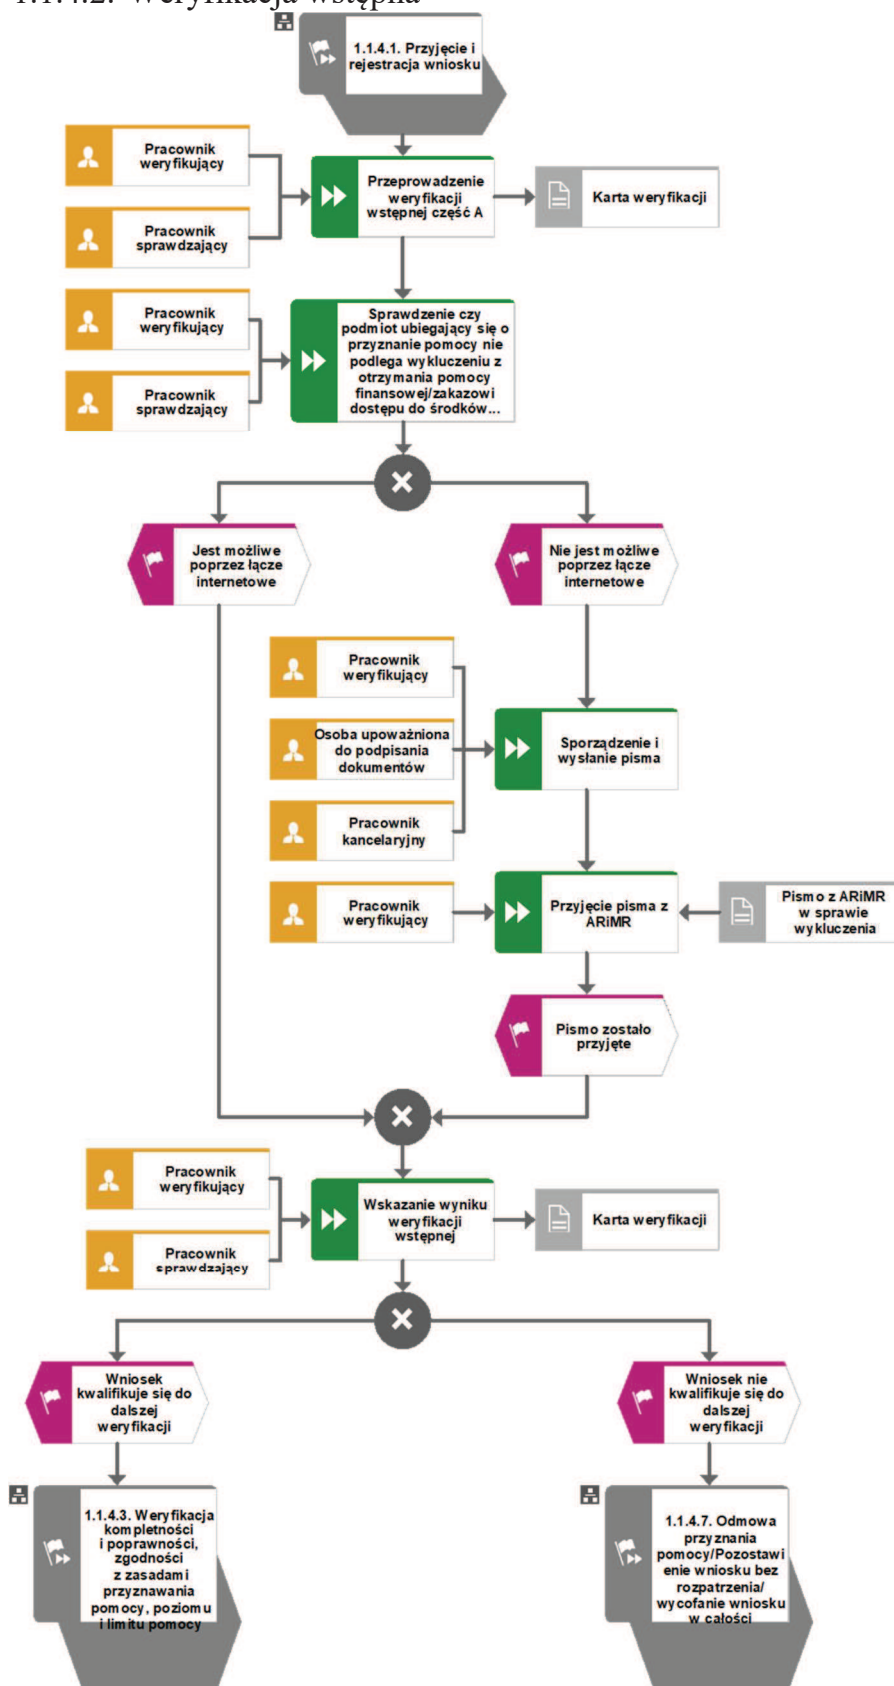 1.1.4.2. Weryfikacja wstępna
1.1.4.1. Przyjęcie i
rejestracja wniosku
Pracownik
weryfikujący
Pracownik
sprawdzający
Przeprowadzenie
weryfikacji
wstępnej część A
Karta weryfikacji
Pracownik
weryfikujący
Pracownik
sprawdzający
Sprawdzenie czy
podmiot ubiegający się o
przyznanie pomocy nie
podlega wykluczeniu z
otrzymania pomocy
finansowej/zakazowi
dostępu do środków...
Jest możliwe
poprzez łącze
internetowe
Nie jest możliwe
poprzez łącze
internetowe
Pracownik
weryfikujący
Osoba upoważniona
do podpisania
dokumentów
Pracownik
kancelaryjny
Sporządzenie i
wysłanie pisma
Pracownik
weryfikujący
Przyjęcie pisma z
ARiMR
Pismo z ARiMR
w sprawie
wykluczenia
Pismo zostało
przyjęte
Pracownik
weryfikujący
Pracownik
sprawdzający
Wskazanie wyniku
weryfikacji
wstępnej
Karta weryfikacji
Wniosek
kwalifikuje się do
dalszej
weryfikacji
Wniosek nie
kwalifikuje się do
dalszej
weryfikacji
1.1.4.3. Weryfikacja
kompletności
i poprawności,
zgodności
z zasadami
przyznawania
pomocy, poziomu
i limitu pomocy
1.1.4.7. Odmowa
przyznania
pomocy/Pozostawi
enie wniosku bez
rozpatrzenia/
wycofanie wniosku
w całości